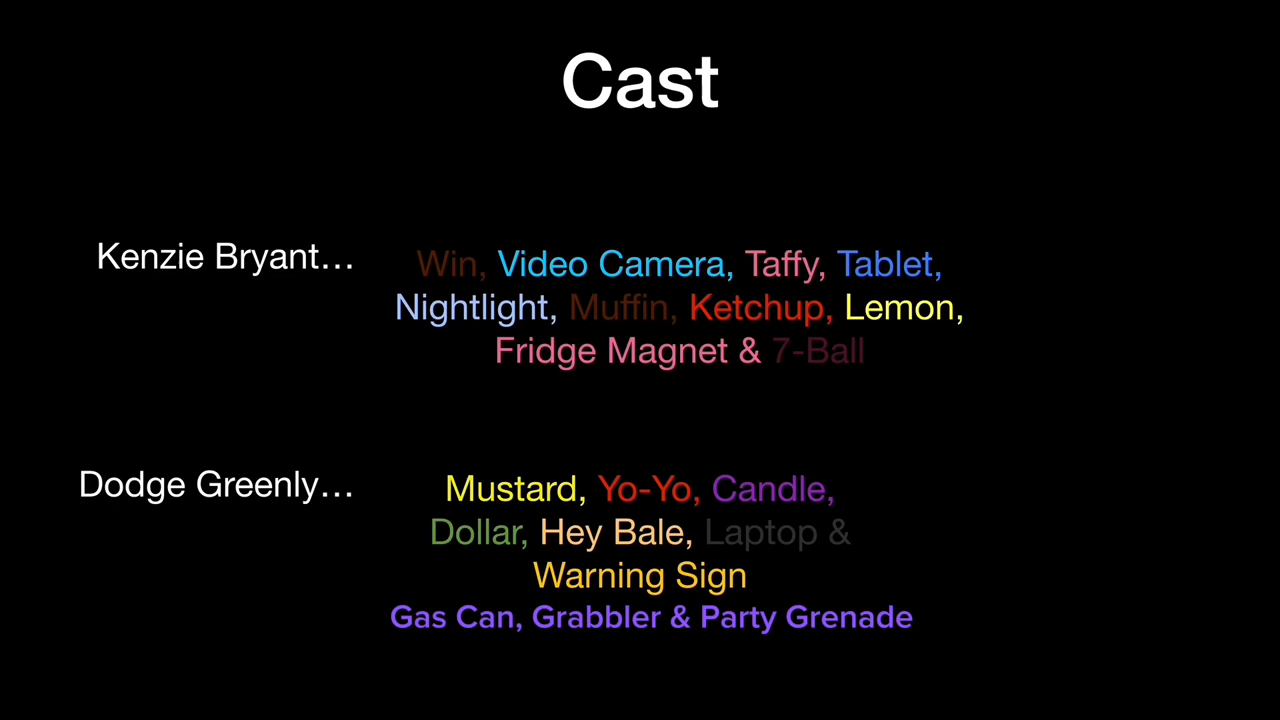 Cast
Kenzie Bryant…
Win, Video Camera, Taffy, Tablet,
Nightlight, Muffin, Ketchup, Lemon,
Fridge Magnet & 7-Ball
Dodge Greenly…
Mustard, Yo-Yo, Candle,
Dollar, Hey Bale, Laptop &
Warning Sign
Gas Can, Grabbler & Party Grenade